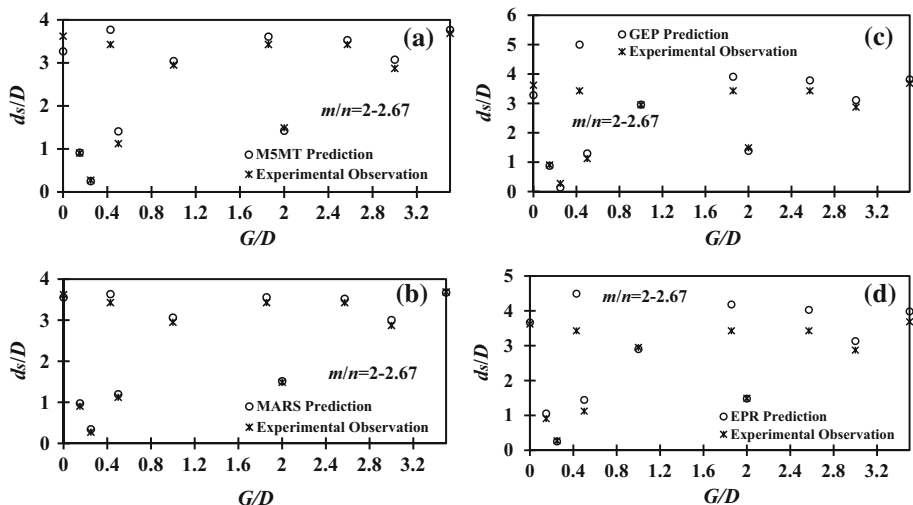 4
3
2
1
0
ds/D
(a)
m/n=2-2.67
M5MT Prediction
Experimental Observation
0 0.4 0.8 1.2 1.6 2 2.4 2.8 3.2
G/D
4
3
2
1
0
ds/D
(b)
m/n=2-2.67
MARS Prediction
Experimental Observation
0 0.4 0.8 1.2 1.6 2 2.4 2.8 3.2
G/D
6
5
4
3
2
1
0
ds/D
GEP Prediction
Experimental Observation
(c)
m/n=2-2.67
0 0.4 0.8 1.2 1.6 2 2.4 2.8 3.2
G/D
5
4
3
2
1
0
ds/D
m/n=2-2.67
(d)
EPR Prediction
Experimental Observation
0 0.4 0.8 1.2 1.6 2 2.4 2.8 3.2
G/D